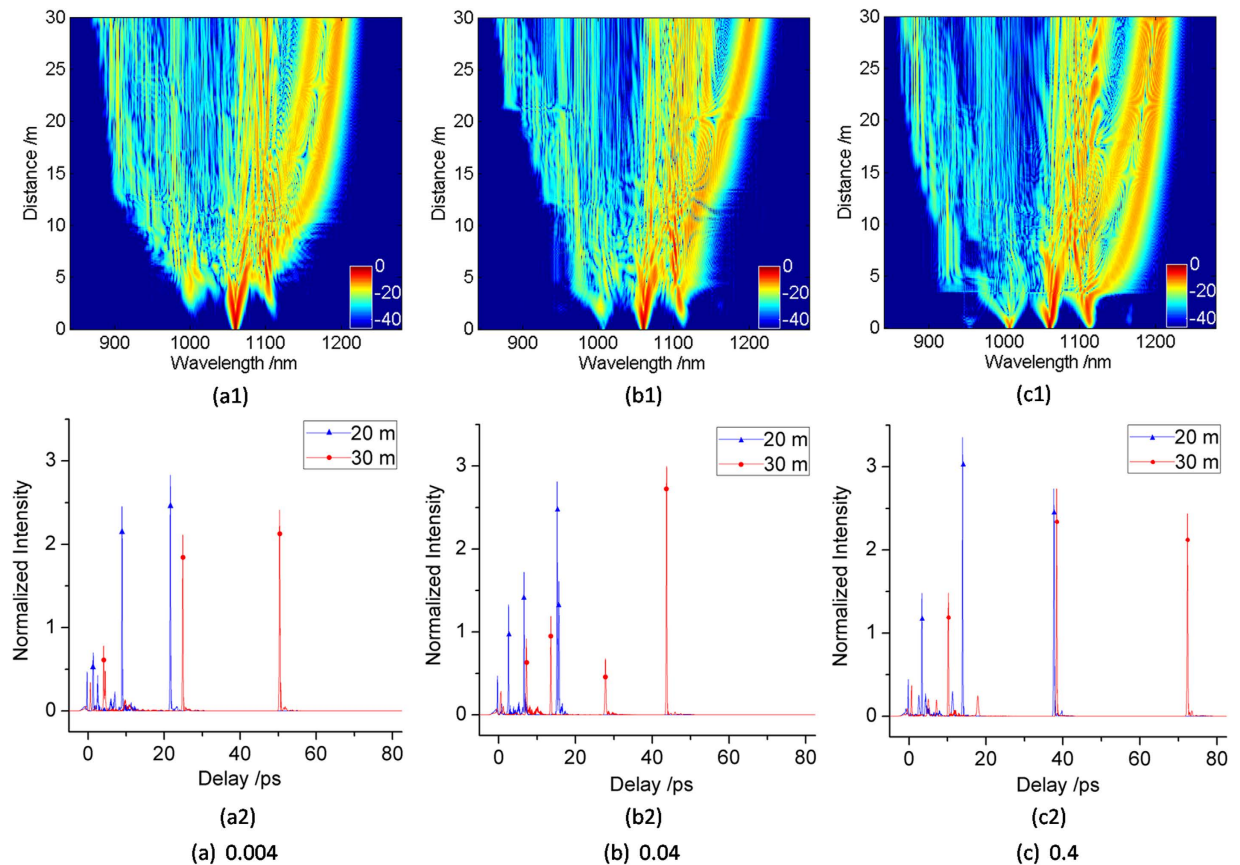 30
25
20
15
10
5
0
Distance /m
0
-20
-40
900 1000 1100 1200
Wavelength /nm
(a1)
30
25
20
15
10
5
0
Distance /m
0
-20
-40
900 1000 1100 1200
Wavelength /nm
(b1)
30
25
20
15
10
5
0
Distance /m
0
-20
-40
900 1000 1100 1200
Wavelength /nm
(c1)
3
2
1
0
Normalized Intensity
20 m
30 m
0 20 40 60 80
Delay /ps
(a2)
(a) 0.004
3
2
1
0
Normalized Intensity
20 m
30 m
0 20 40 60 80
Delay /ps
(b2)
(b) 0.04
3
2
1
0
Normalized Intensity
20 m
30 m
0 20 40 60 80
Delay /ps
(c2)
(c) 0.4